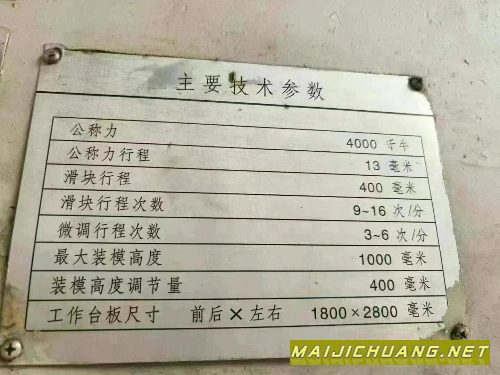 主要技术参数
公称力 4000 千牛
公称力行程 13 毫米
滑块行程 400 毫米
滑块行程次数 9~16 次/分
微调行程次数 3~6 次/分
最大装模高度 1000 毫米
装模高度调节量 400 毫米
工作台板尺寸 前后×左右 1800×2800 毫米
MAIJICHUANG.NET